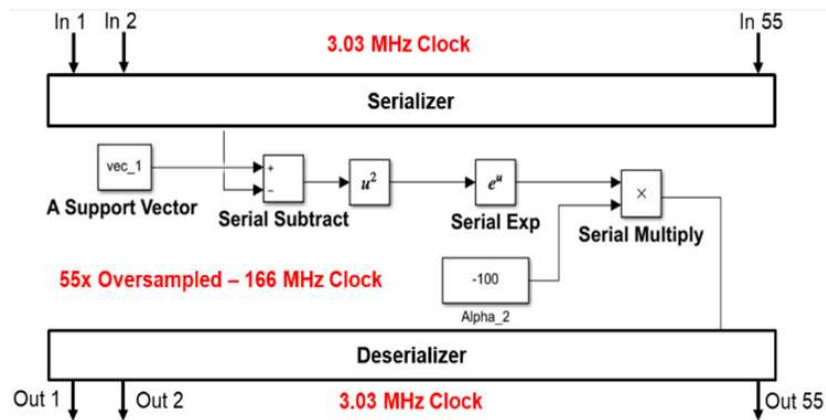 In 1 In 2 In 55
3.03 MHz Clock
Serializer
vec_1
+
−
u²
eᵘ
×
A Support Vector
Serial Subtract
Serial Exp
Serial Multiply
55x Oversampled – 166 MHz Clock
-100
Alpha_2
Deserializer
Out 1 Out 2 3.03 MHz Clock Out 55